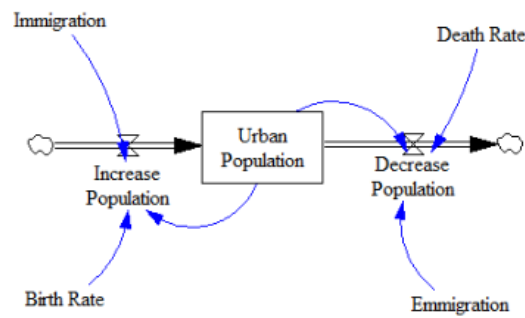 Immigration
Death Rate
Urban
Population
Increase
Population
Decrease
Population
Birth Rate
Emmigration